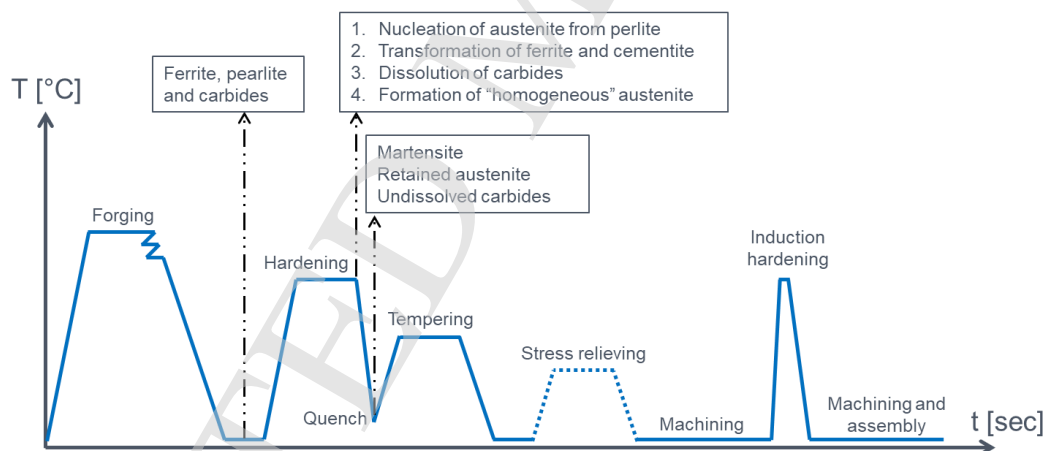 1. Nucleation of austenite from perlite
2. Transformation of ferrite and cementite
3. Dissolution of carbides
4. Formation of “homogeneous” austenite
Ferrite, pearlite
and carbides
T [°C]
Martensite
Retained austenite
Undissolved carbides
Forging
Hardening
Induction
hardening
Tempering
Stress relieving
Quench
Machining
Machining and
assembly
t [sec]
TED M